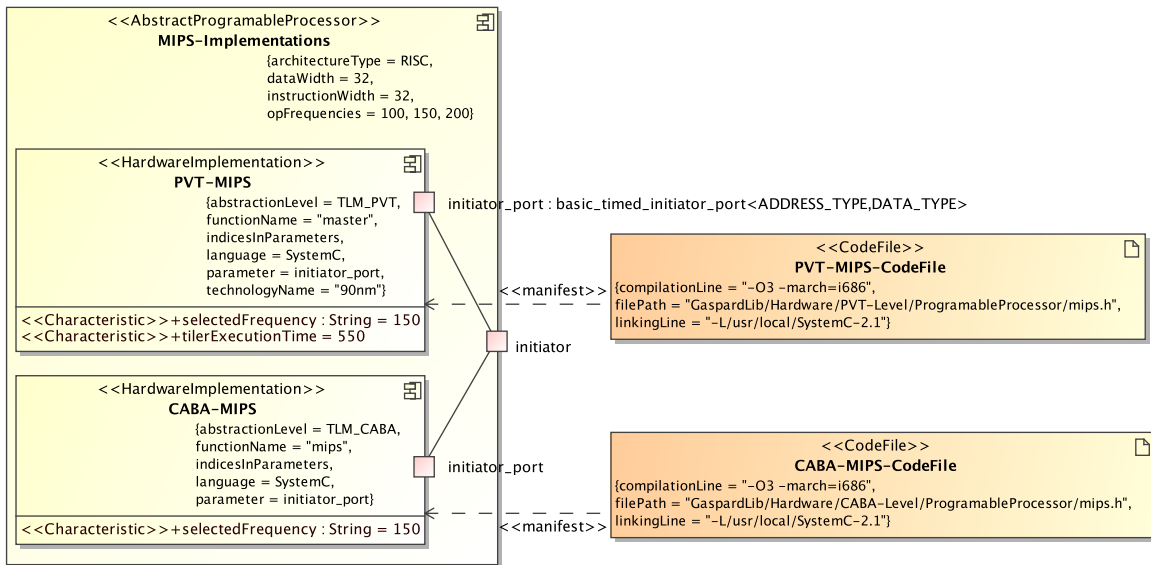 <<AbstractProgramableProcessor>>
MIPS-Implementations
{architectureType = RISC,
dataWidth = 32,
instructionWidth = 32,
opFrequencies = 100, 150, 200}
<<HardwareImplementation>>
PVT-MIPS
{abstractionLevel = TLM_PVT,
functionName = "master",
indicesInParameters,
language = SystemC,
parameter = initiator_port,
technologyName = "90nm"}
<<Characteristic>>+selectedFrequency : String = 150
<<Characteristic>>+tilerExecutionTime = 550
initiator_port : basic_timed_initiator_port<ADDRESS_TYPE,DATA_TYPE>
<<manifest>>
<<CodeFile>>
PVT-MIPS-CodeFile
{compilationLine = "-O3 -march=i686",
filePath = "GaspardLib/Hardware/PVT-Level/ProgramableProcessor/mips.h",
linkingLine = "-L/usr/local/SystemC-2.1"}
initiator
<<HardwareImplementation>>
CABA-MIPS
{abstractionLevel = TLM_CABA,
functionName = "mips",
indicesInParameters,
language = SystemC,
parameter = initiator_port}
<<Characteristic>>+selectedFrequency : String = 150
initiator_port
<<manifest>>
<<CodeFile>>
CABA-MIPS-CodeFile
{compilationLine = "-O3 -march=i686",
filePath = "GaspardLib/Hardware/CABA-Level/ProgramableProcessor/mips.h",
linkingLine = "-L/usr/local/SystemC-2.1"}